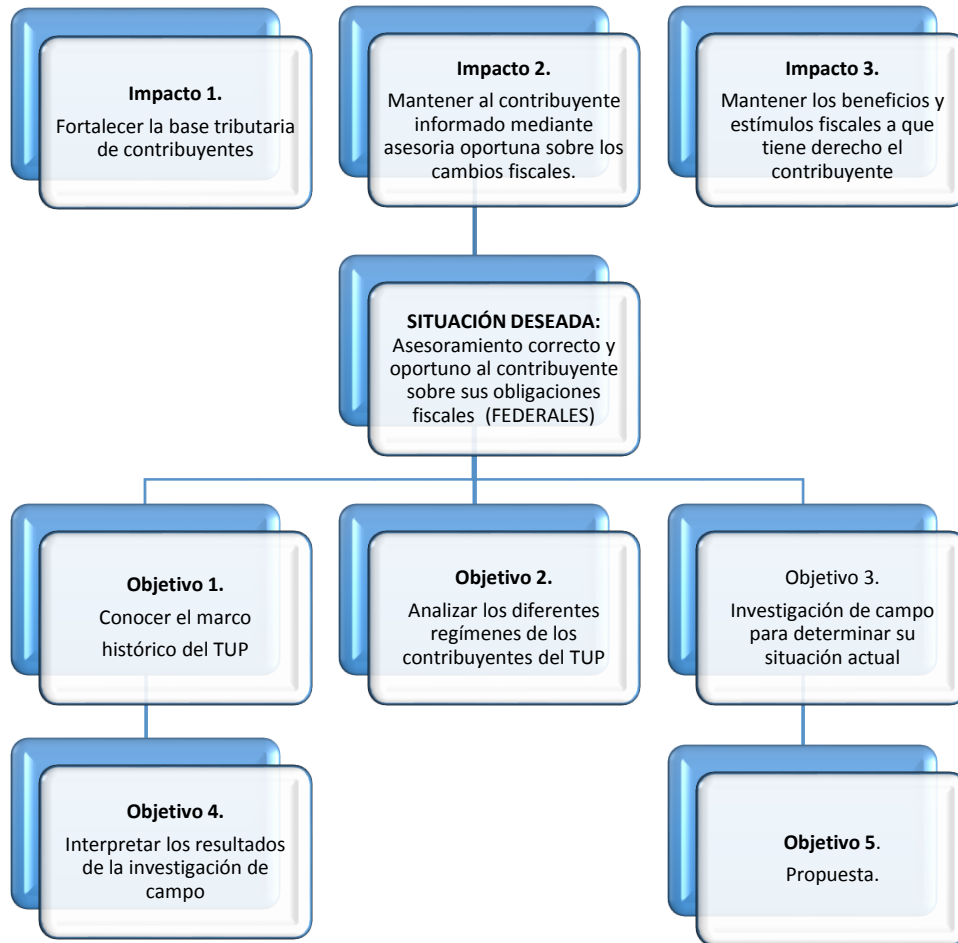 Impacto 1.
Fortalecer la base tributaria
de contribuyentes
Impacto 2.
Mantener al contribuyente
informado mediante
asesoria oportuna sobre los
cambios fiscales.
Impacto 3.
Mantener los beneficios y
estímulos fiscales a que
tiene derecho el
contribuyente
SITUACIÓN DESEADA:
Asesoramiento correcto y
oportuno al contribuyente
sobre sus obligaciones
fiscales (FEDERALES)
Objetivo 1.
Conocer el marco
histórico del TUP
Objetivo 2.
Analizar los diferentes
regímenes de los
contribuyentes del TUP
Objetivo 3.
Investigación de campo
para determinar su
situación actual
Objetivo 4.
Interpretar los resultados
de la investigación de
campo
Objetivo 5.
Propuesta.